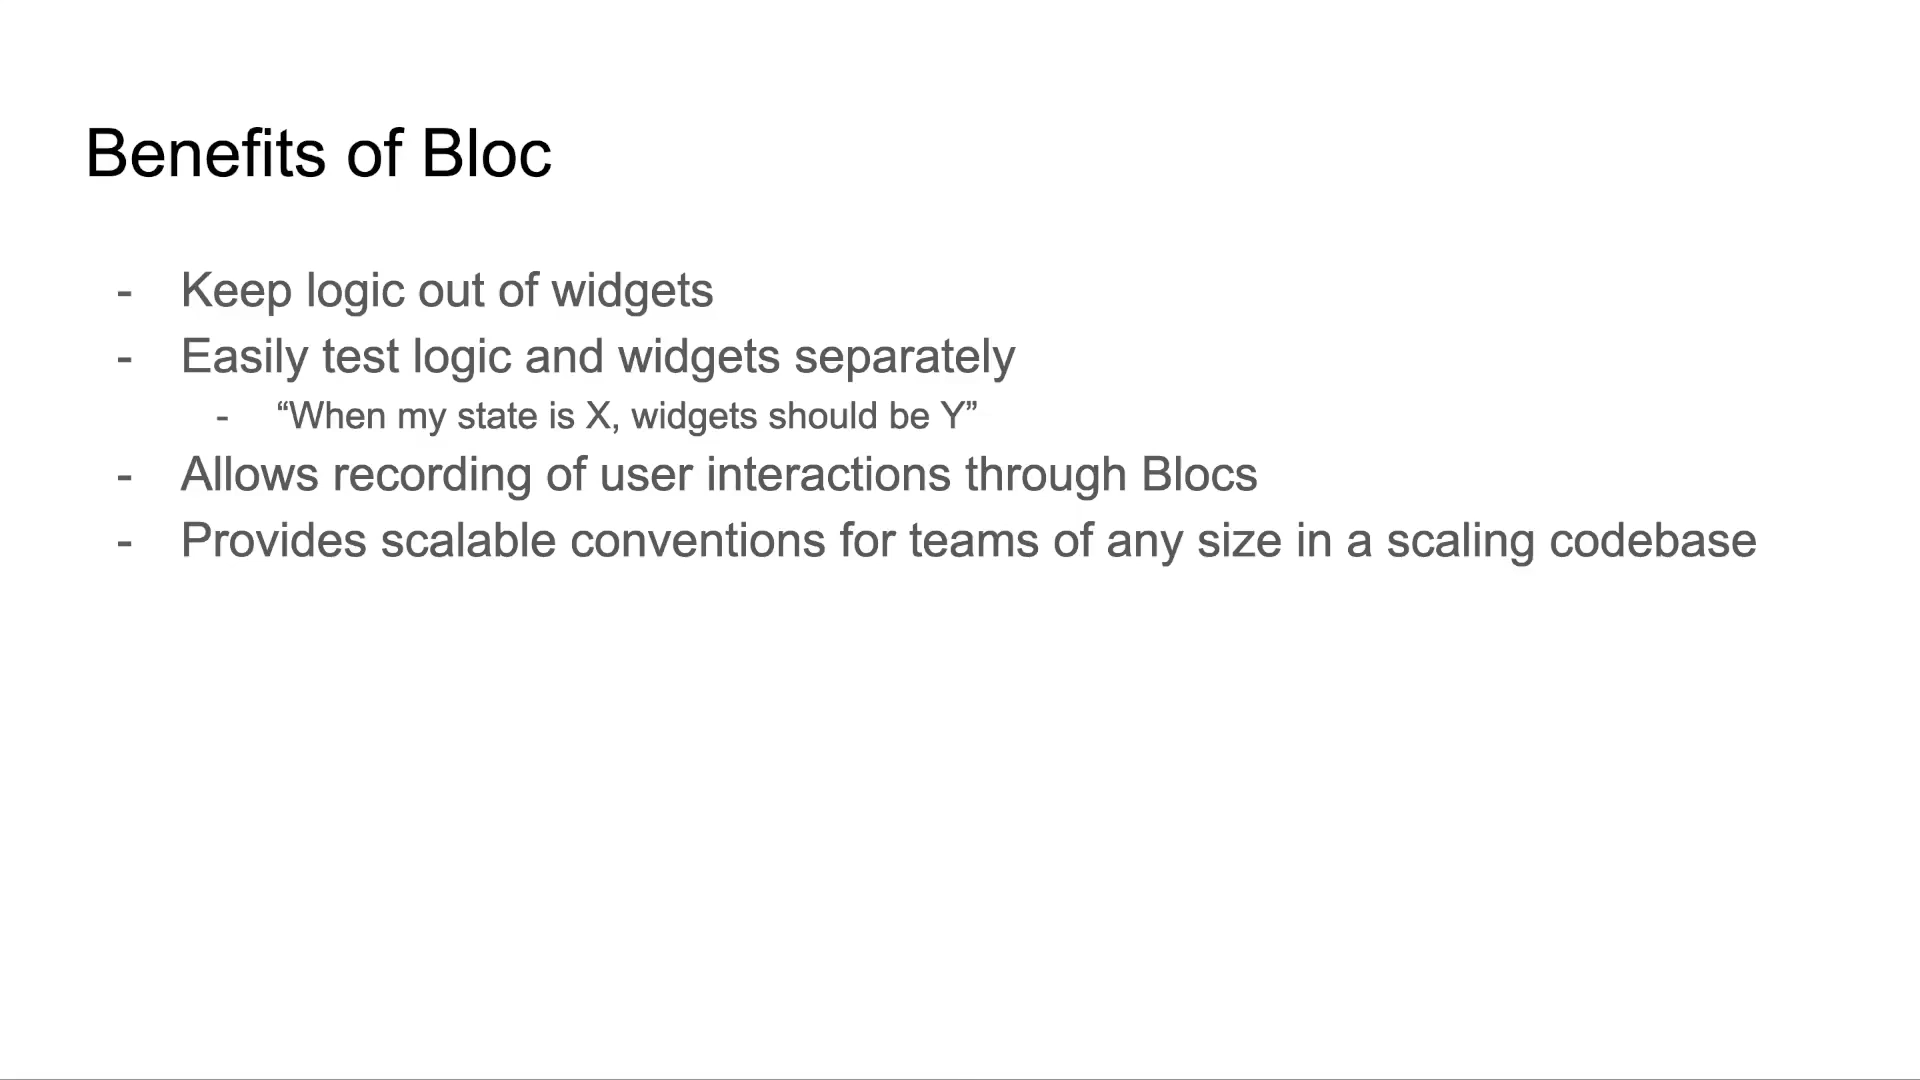 Benefits of Bloc
- Keep logic out of widgets
- Easily test logic and widgets separately
- “When my state is X, widgets should be Y”
- Allows recording of user interactions through Blocs
- Provides scalable conventions for teams of any size in a scaling codebase